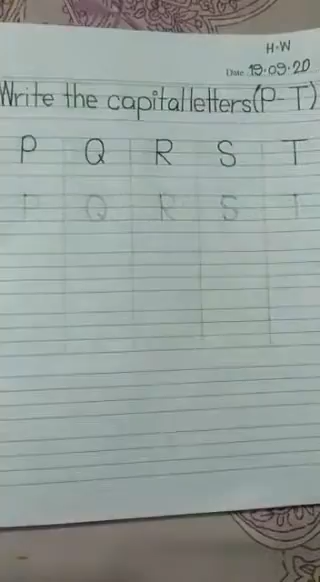 H-W
Date 19.09.20
Write the capital letters(P-T)
P Q R S T
P Q R S T